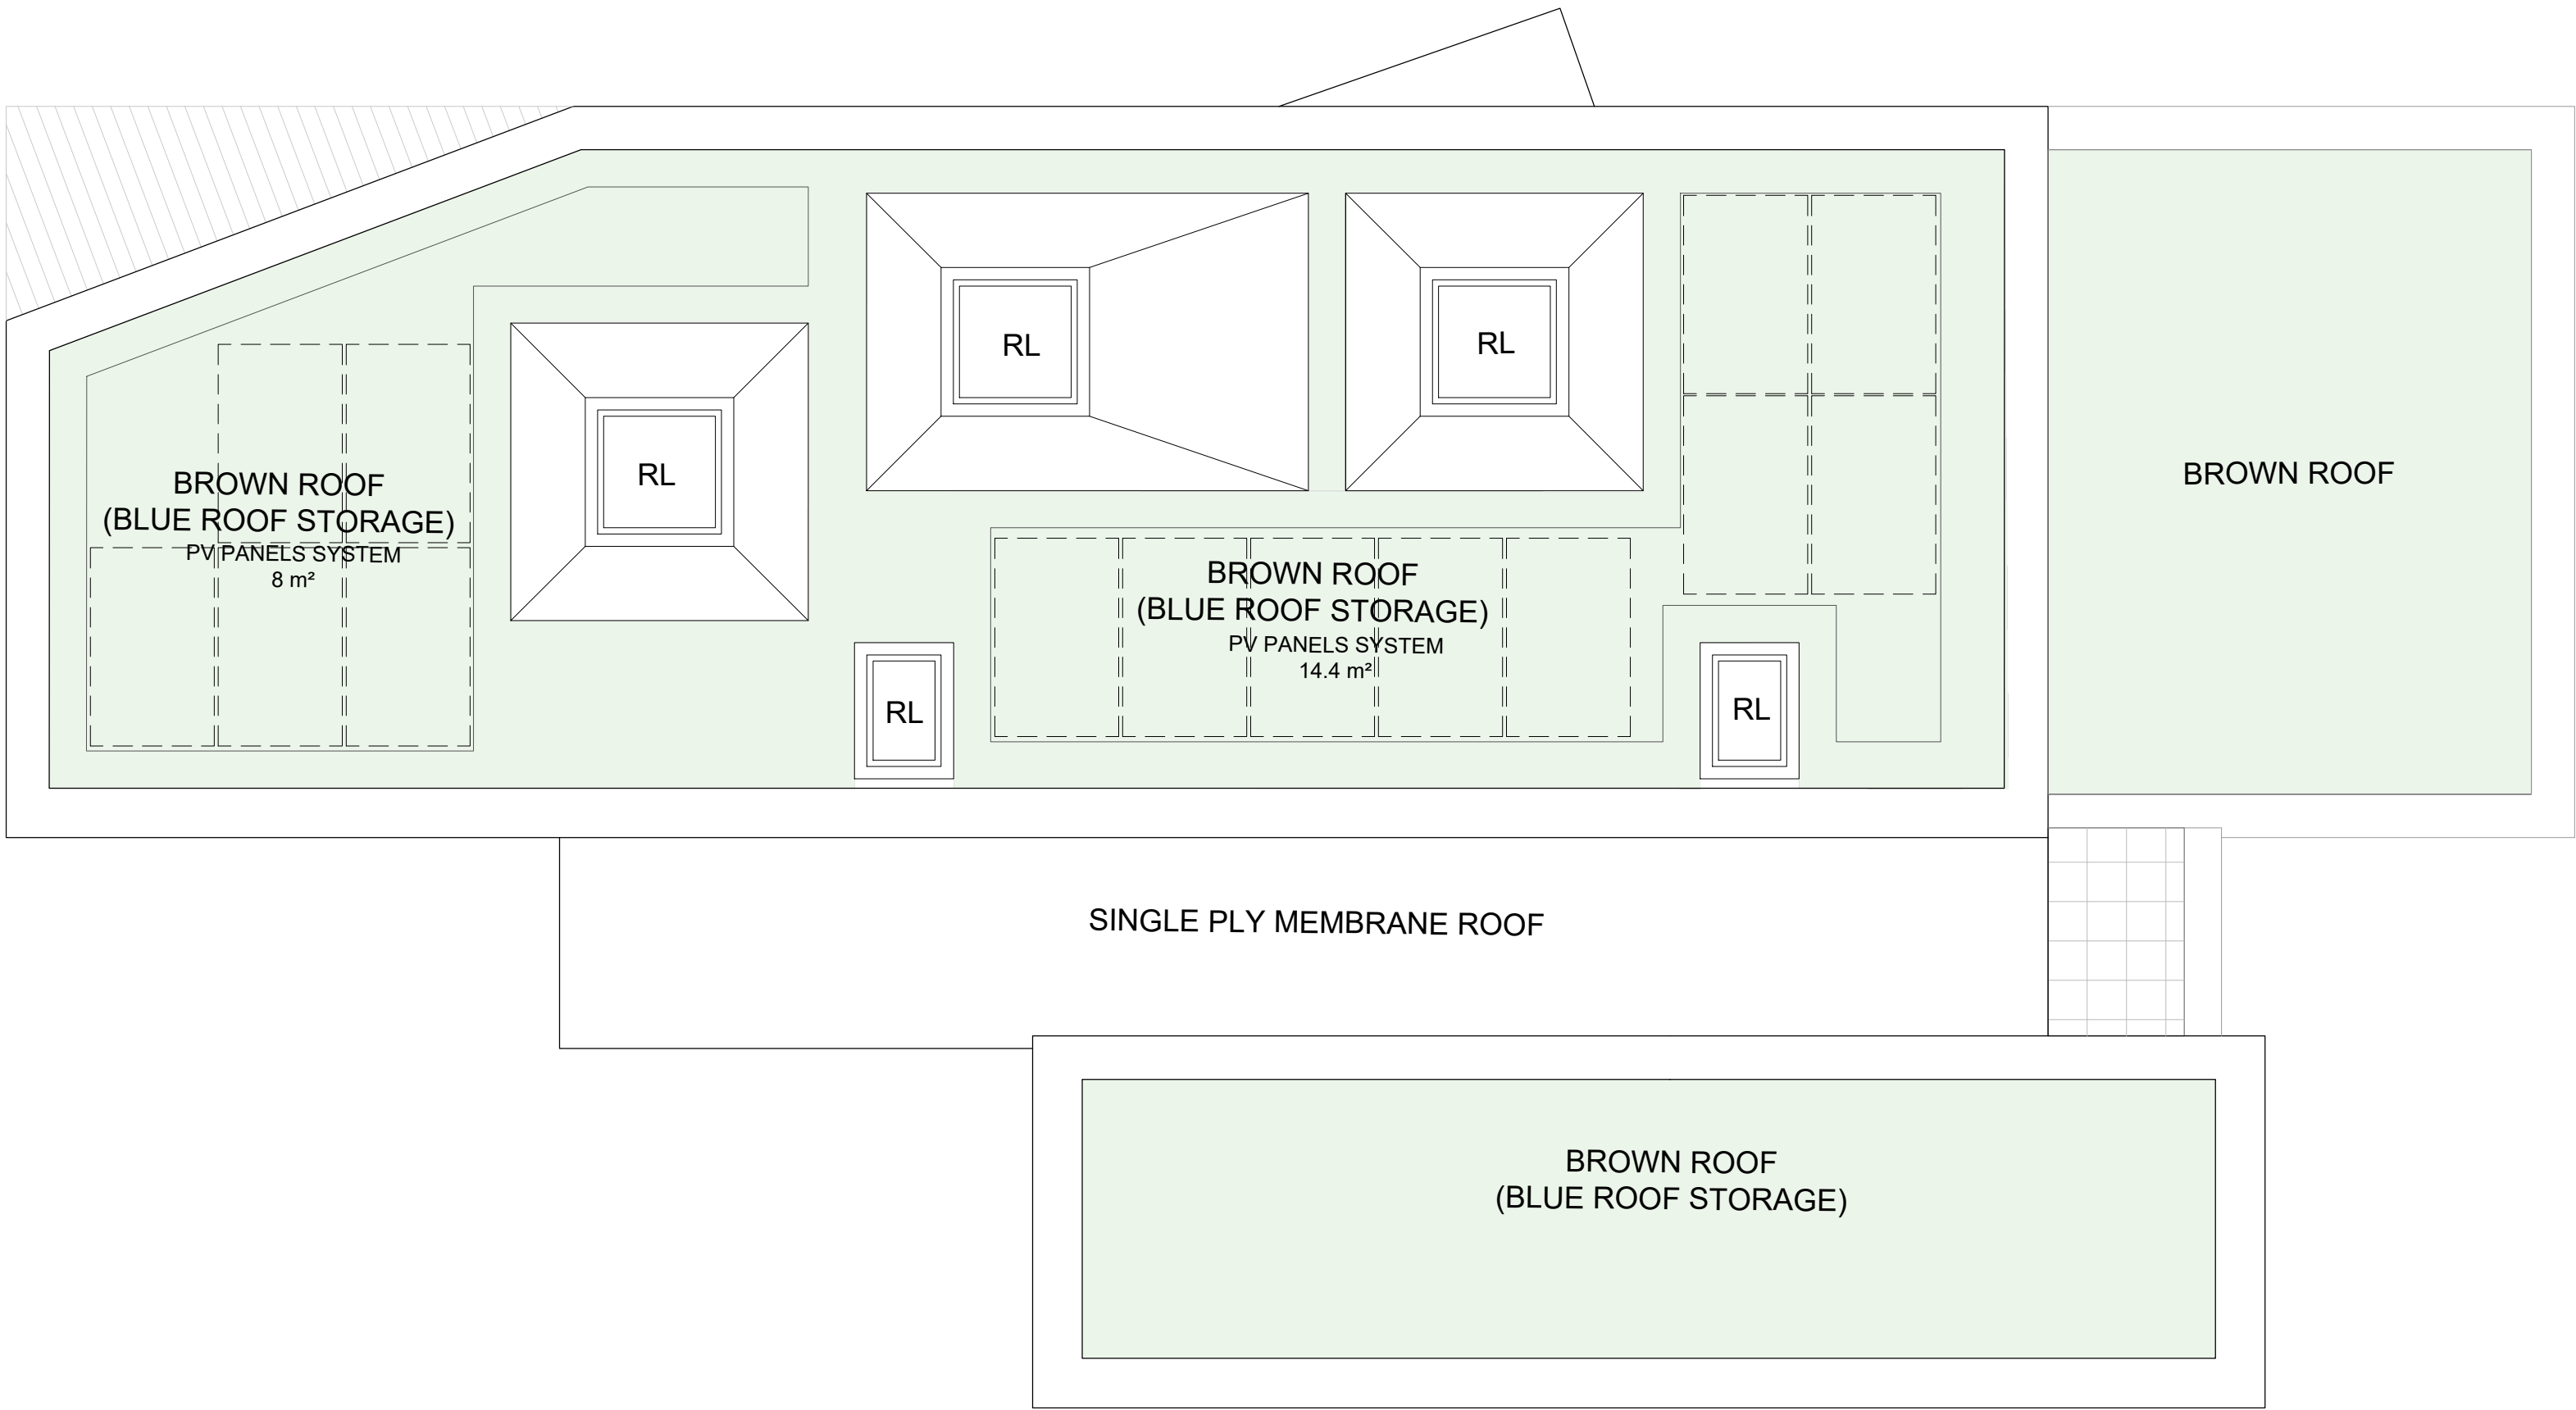 RL
RL
RL
BROWN ROOF
(BLUE ROOF STORAGE)
PV PANELS SYSTEM
8 m²
BROWN ROOF
BROWN ROOF
(BLUE ROOF STORAGE)
PV PANELS SYSTEM
14.4 m²
RL
RL
SINGLE PLY MEMBRANE ROOF
BROWN ROOF
(BLUE ROOF STORAGE)